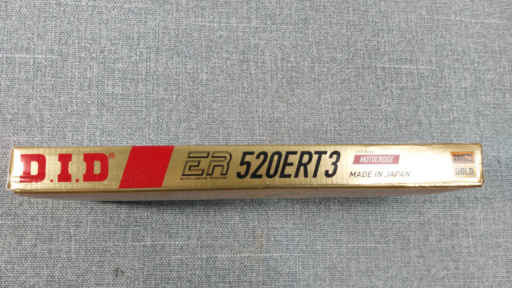 D.I.D
ER 520ERT3
MOTOCROSS
MADE IN JAPAN
GOLD